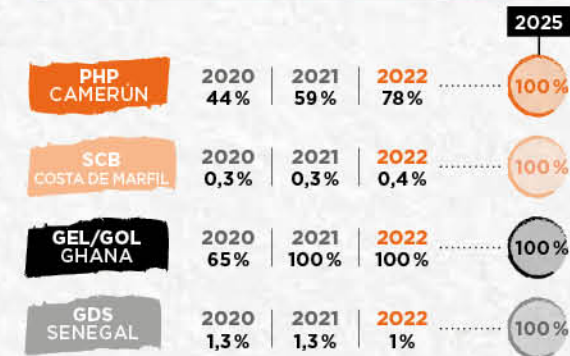 2025
PHP
CAMERÚN
2020 2021 2022
44% 59% 78% 100%
SCB
COSTA DE MARFIL
2020 2021 2022
0,3% 0,3% 0,4% 100%
GEL/GOL
GHANA
2020 2021 2022
65% 100% 100% 100%
GDS
SENEGAL
2020 2021 2022
1,3% 1,3% 1% 100%